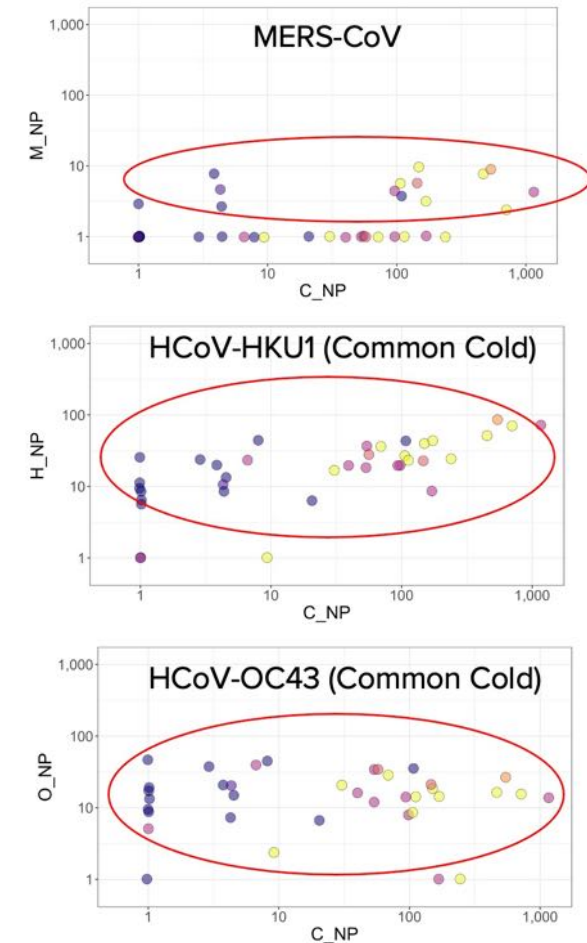 MERS-CoV
1,000
100
10
1
M_NP
1 10 100 1,000
C_NP
HCoV-HKU1 (Common Cold)
1,000
100
10
1
H_NP
1 10 100 1,000
C_NP
HCoV-OC43 (Common Cold)
1,000
100
10
1
O_NP
1 10 100 1,000
C_NP